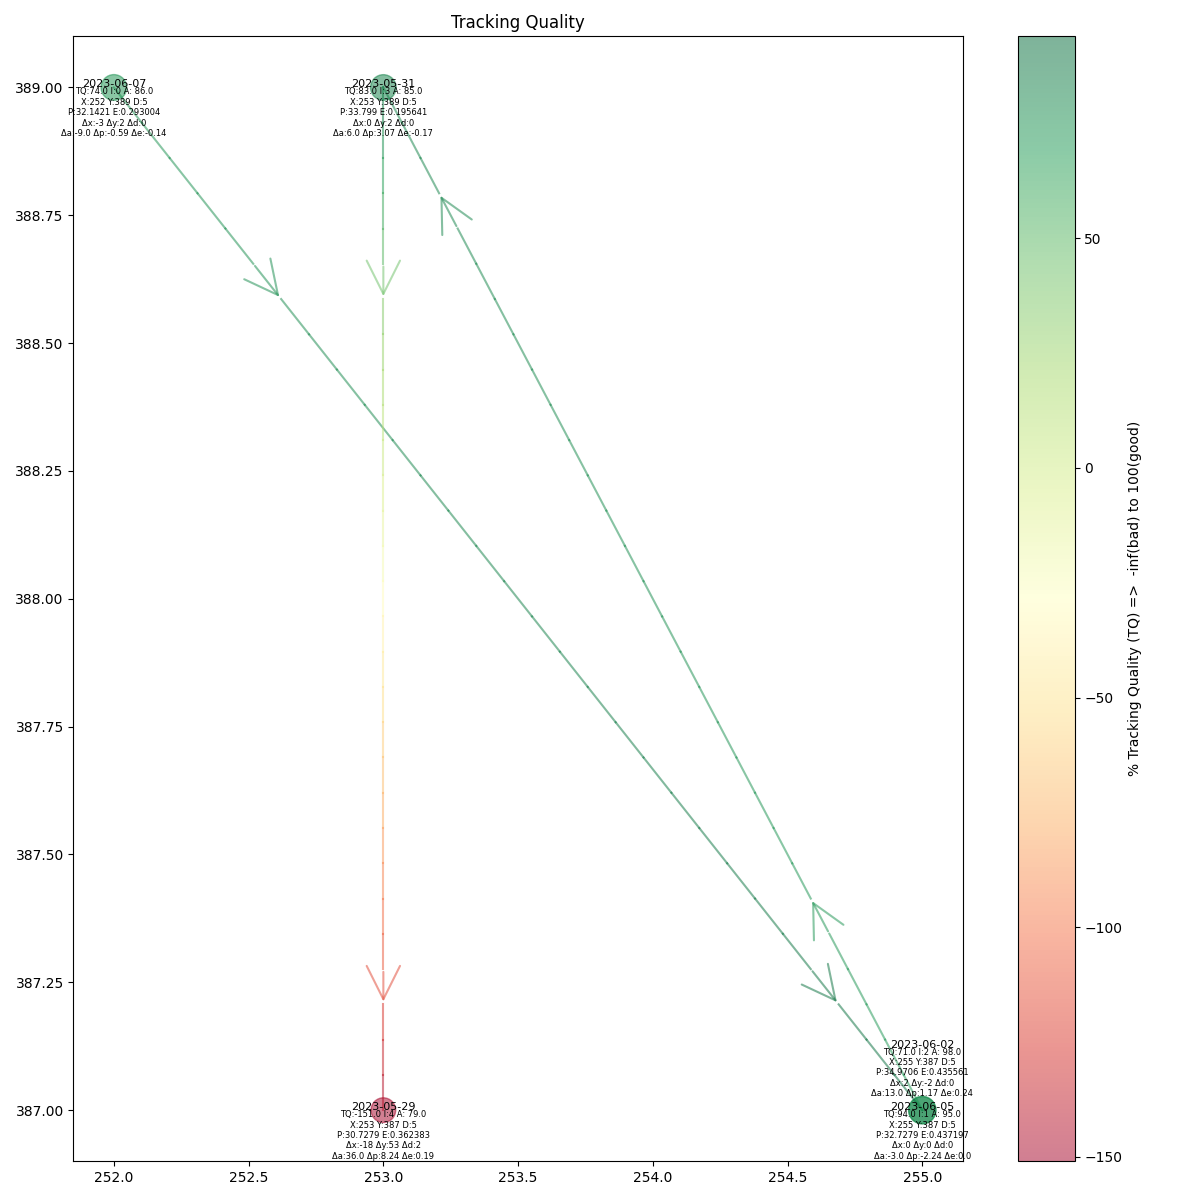 Tracking Quality
2023-06-07
TQ:74.0 I:0 A: 86.0
X:252 Y:389 D:5
P:32.1421 E:0.293004
Δx:-3 Δy:2 Δd:0
Δa:-9.0 Δp:-0.59 Δe:-0.14
2023-05-31
TQ:83.0 I:3 A: 85.0
X:253 Y:389 D:5
P:33.799 E:0.195641
Δx:0 Δy:2 Δd:0
Δa:6.0 Δp:3.07 Δe:-0.17
2023-06-02
TQ:71.0 I:2 A: 98.0
X:255 Y:387 D:5
P:34.9706 E:0.435561
Δx:2 Δy:-2 Δd:0
Δa:13.0 Δp:1.17 Δe:0.24
2023-06-05
TQ:94.0 I:1 A: 95.0
X:255 Y:387 D:5
P:32.7279 E:0.437197
Δx:0 Δy:0 Δd:0
Δa:-3.0 Δp:-2.24 Δe:0.0
2023-05-29
TQ:-151.0 I:4 A: 79.0
X:253 Y:387 D:5
P:30.7279 E:0.362383
Δx:-18 Δy:53 Δd:2
Δa:36.0 Δp:8.24 Δe:0.19
389.00
388.75
388.50
388.25
388.00
387.75
387.50
387.25
387.00
252.0
252.5
253.0
253.5
254.0
254.5
255.0
50
0
−50
−100
−150
% Tracking Quality (TQ) => -inf(bad) to 100(good)